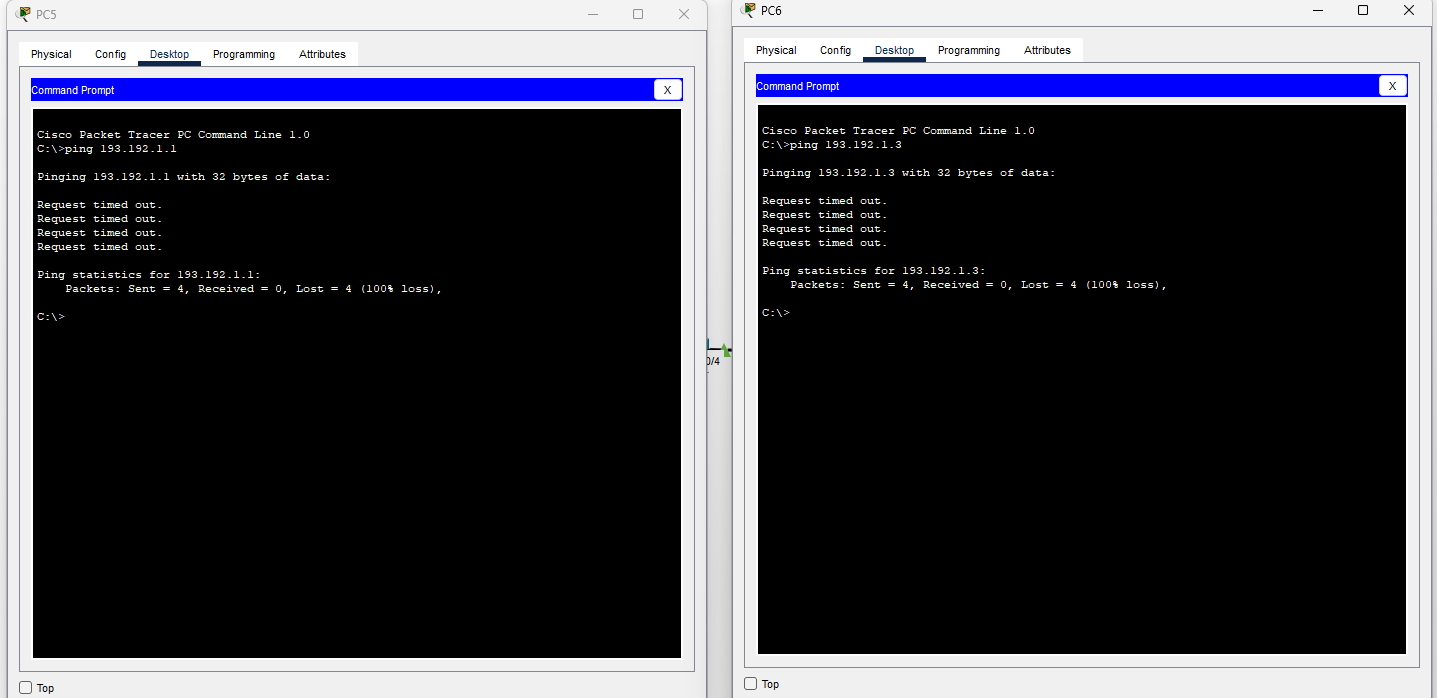 PC5
Physical Config Desktop Programming Attributes
Command Prompt X
Cisco Packet Tracer PC Command Line 1.0
C:\>ping 193.192.1.1
Pinging 193.192.1.1 with 32 bytes of data:
Request timed out.
Request timed out.
Request timed out.
Request timed out.
Ping statistics for 193.192.1.1:
Packets: Sent = 4, Received = 0, Lost = 4 (100% loss),
C:\>
Top
0/4
PC6
Physical Config Desktop Programming Attributes
Command Prompt X
Cisco Packet Tracer PC Command Line 1.0
C:\>ping 193.192.1.3
Pinging 193.192.1.3 with 32 bytes of data:
Request timed out.
Request timed out.
Request timed out.
Request timed out.
Ping statistics for 193.192.1.3:
Packets: Sent = 4, Received = 0, Lost = 4 (100% loss),
C:\>
Top